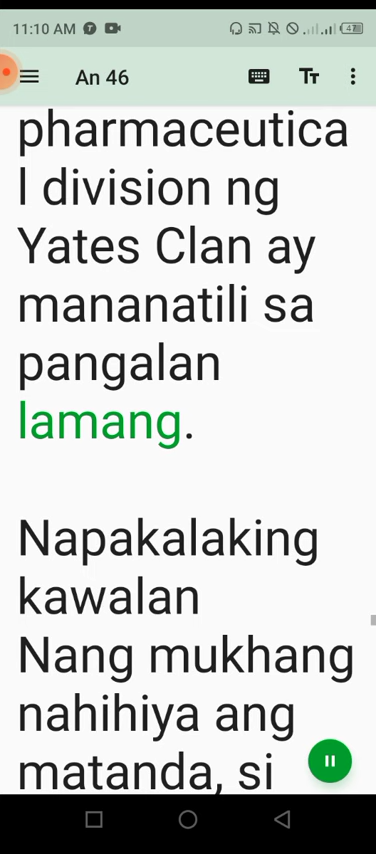 11:10 AM
47
An 46
pharmaceutica
l division ng
Yates Clan ay
mananatili sa
pangalan
lamang.
Napakalaking
kawalan
Nang mukhang
nahihiya ang
matanda, si